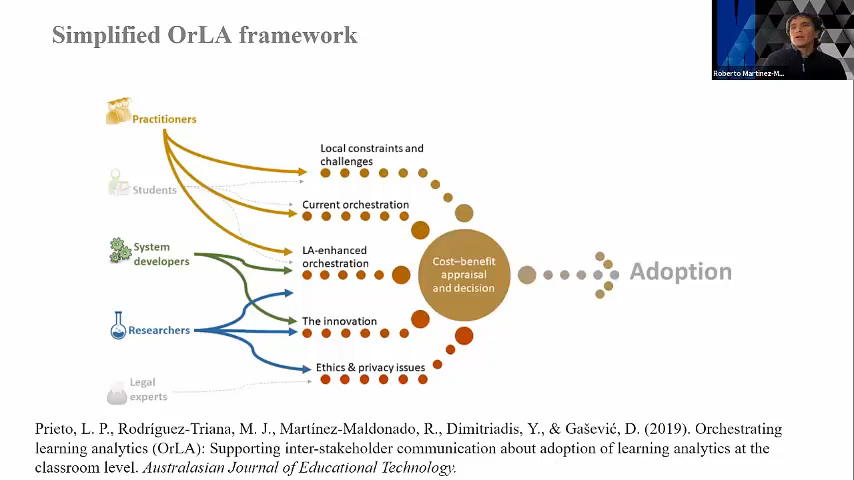 Simplified OrLA framework
Roberto Martinez-M...
Practitioners
Students
System
developers
Researchers
Legal
experts
Local constraints and
challenges
Current orchestration
LA-enhanced
orchestration
The innovation
Ethics & privacy issues
Cost–benefit
appraisal
and decision
Adoption
Prieto, L. P., Rodríguez-Triana, M. J., Martínez-Maldonado, R., Dimitriadis, Y., & Gašević, D. (2019). Orchestrating
learning analytics (OrLA): Supporting inter-stakeholder communication about adoption of learning analytics at the
classroom level. Australasian Journal of Educational Technology.